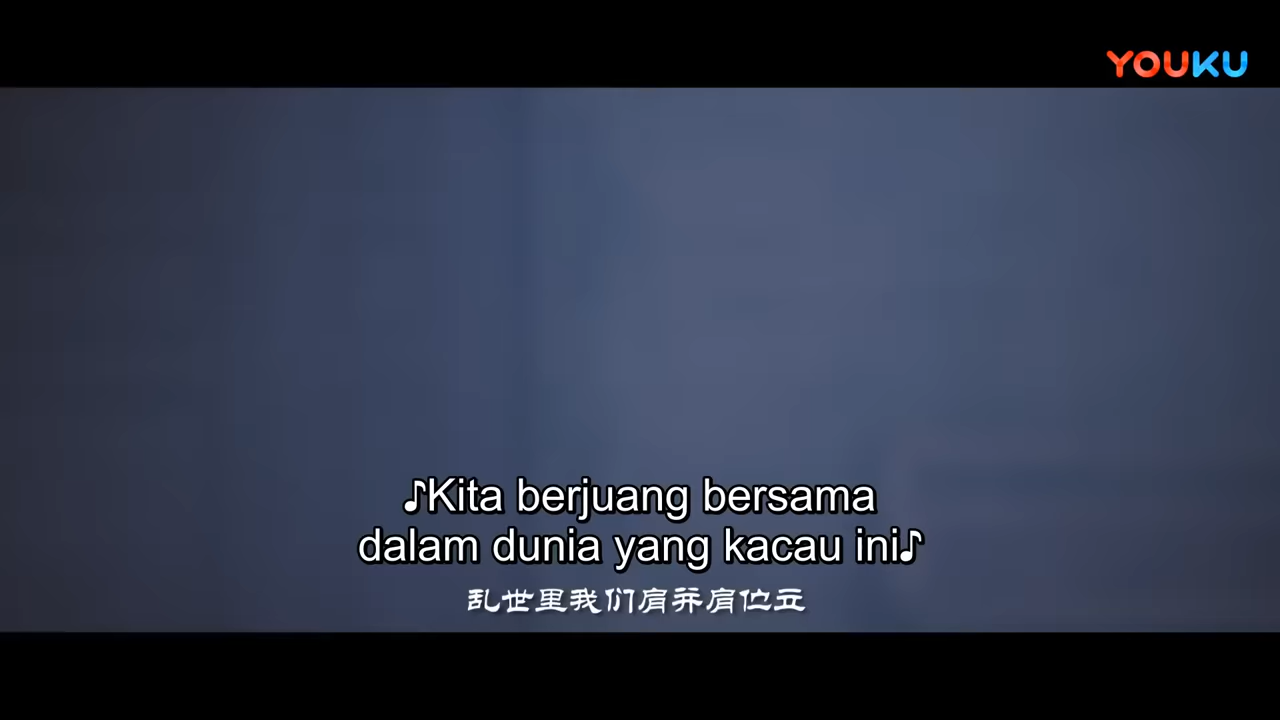 YOUKU
♪Kita berjuang bersama
dalam dunia yang kacau ini♪
乱世里我们肩并肩伫立